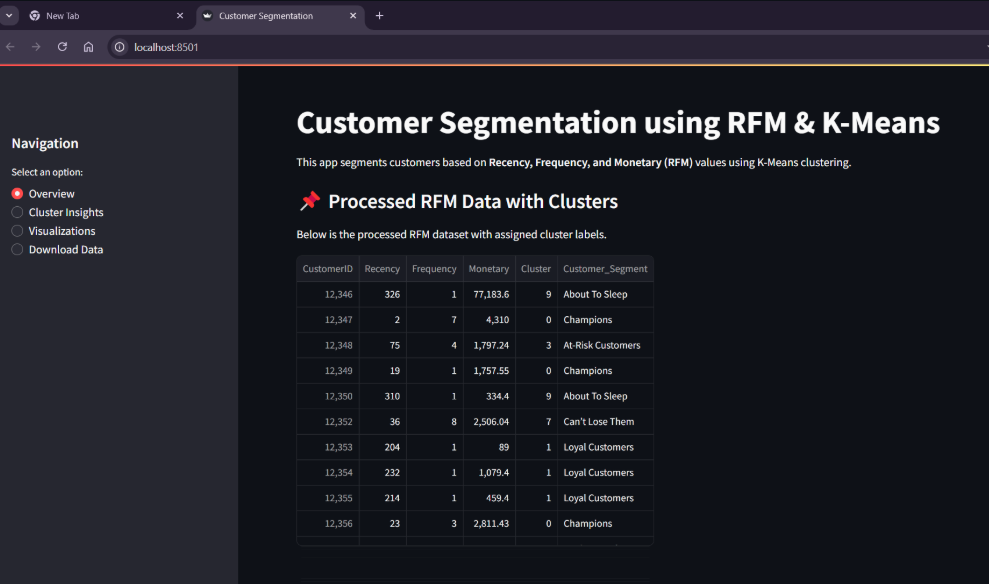 New Tab
Customer Segmentation
localhost:8501
Navigation
Select an option:
Overview
Cluster Insights
Visualizations
Download Data
Customer Segmentation using RFM & K-Means
This app segments customers based on Recency, Frequency, and Monetary (RFM) values using K-Means clustering.
Processed RFM Data with Clusters
Below is the processed RFM dataset with assigned cluster labels.
CustomerID Recency Frequency Monetary Cluster Customer_Segment
12,346 326 1 77,183.6 9 About To Sleep
12,347 2 7 4,310 0 Champions
12,348 75 4 1,797.24 3 At-Risk Customers
12,349 19 1 1,757.55 0 Champions
12,350 310 1 334.4 9 About To Sleep
12,352 36 8 2,506.04 7 Can't Lose Them
12,353 204 1 89 1 Loyal Customers
12,354 232 1 1,079.4 1 Loyal Customers
12,355 214 1 459.4 1 Loyal Customers
12,356 23 3 2,811.43 0 Champions